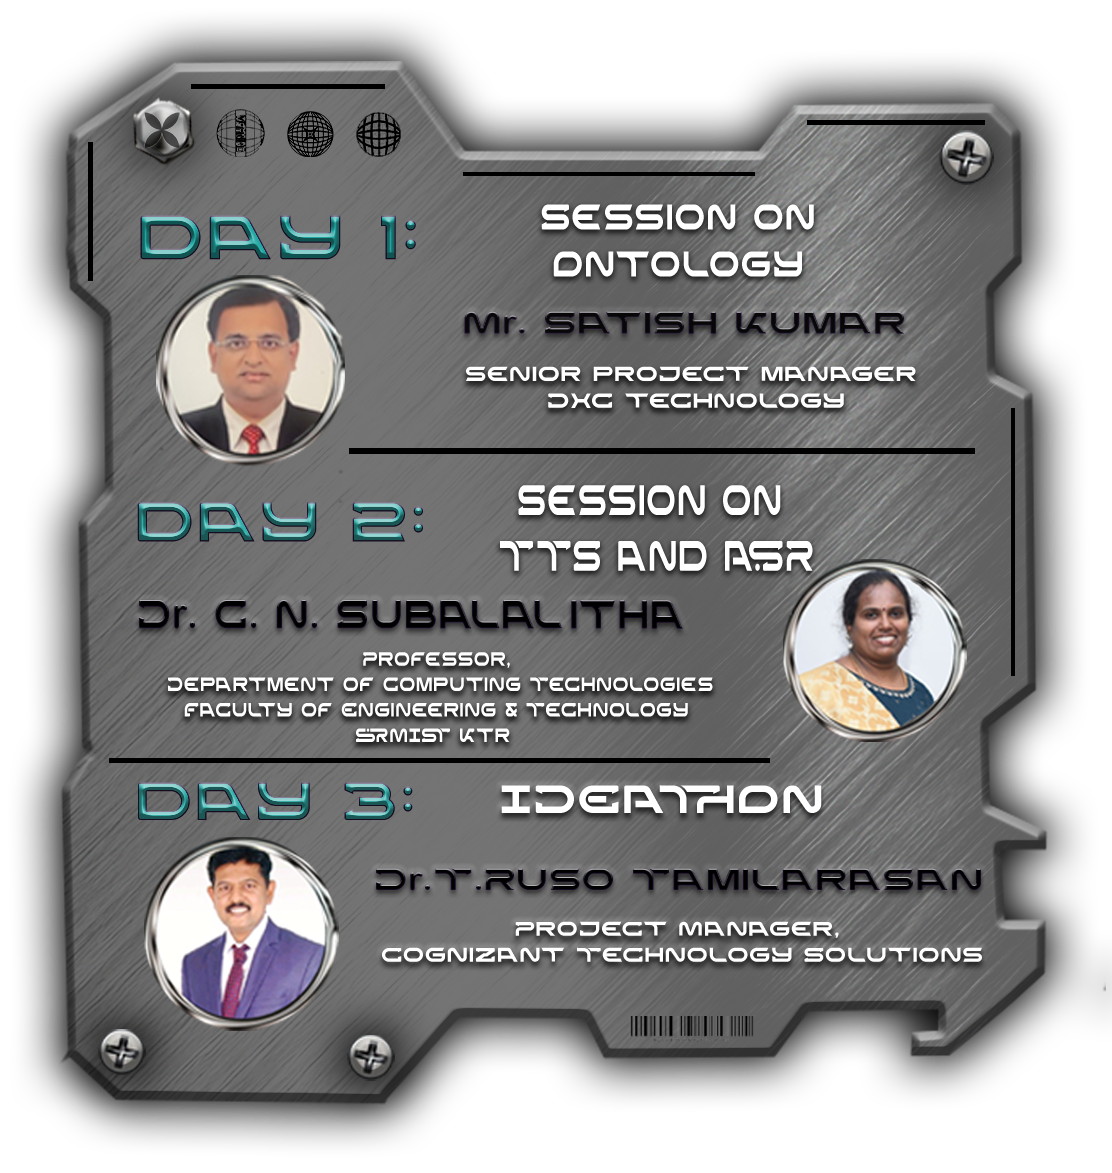 DAY 1:
SESSION ON
ONTOLOGY
Mr. SATISH KUMAR
SENIOR PROJECT MANAGER
DXC TECHNOLOGY
DAY 2:
SESSION ON
TTS AND ASR
Dr. C. N. SUBALALITHA
PROFESSOR,
DEPARTMENT OF COMPUTING TECHNOLOGIES
FACULTY OF ENGINEERING & TECHNOLOGY
SRMIST KTR
DAY 3:
IDEATHON
Dr.T.RUSO TAMILARASAN
PROJECT MANAGER,
COGNIZANT TECHNOLOGY SOLUTIONS